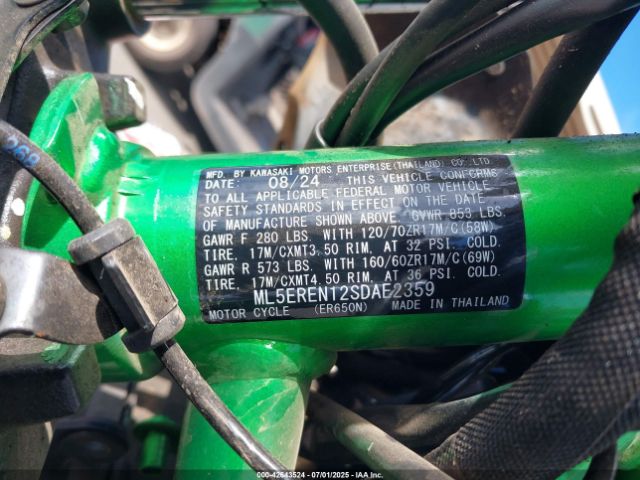 MFD. BY KAWASAKI MOTORS ENTERPRISE (THAILAND) CO., LTD
DATE: 08/24 THIS VEHICLE CONFORMS
TO ALL APPLICABLE FEDERAL MOTOR VEHICLE
SAFETY STANDARDS IN EFFECT ON THE DATE
OF MANUFACTURE SHOWN ABOVE. GVWR 853 LBS.
GAWR F 280 LBS. WITH 120/70ZR17M/C (58W)
TIRE, 17M/CXMT3.50 RIM. AT 32 PSI. COLD.
GAWR R 573 LBS. WITH 160/60ZR17M/C (69W)
TIRE, 17M/CXMT4.50 RIM. AT 36 PSI. COLD.
ML5EREN12SDAE2359
MOTOR CYCLE (ER650N) MADE IN THAILAND
000-42643524 07/01/2025 - IAAI.COM